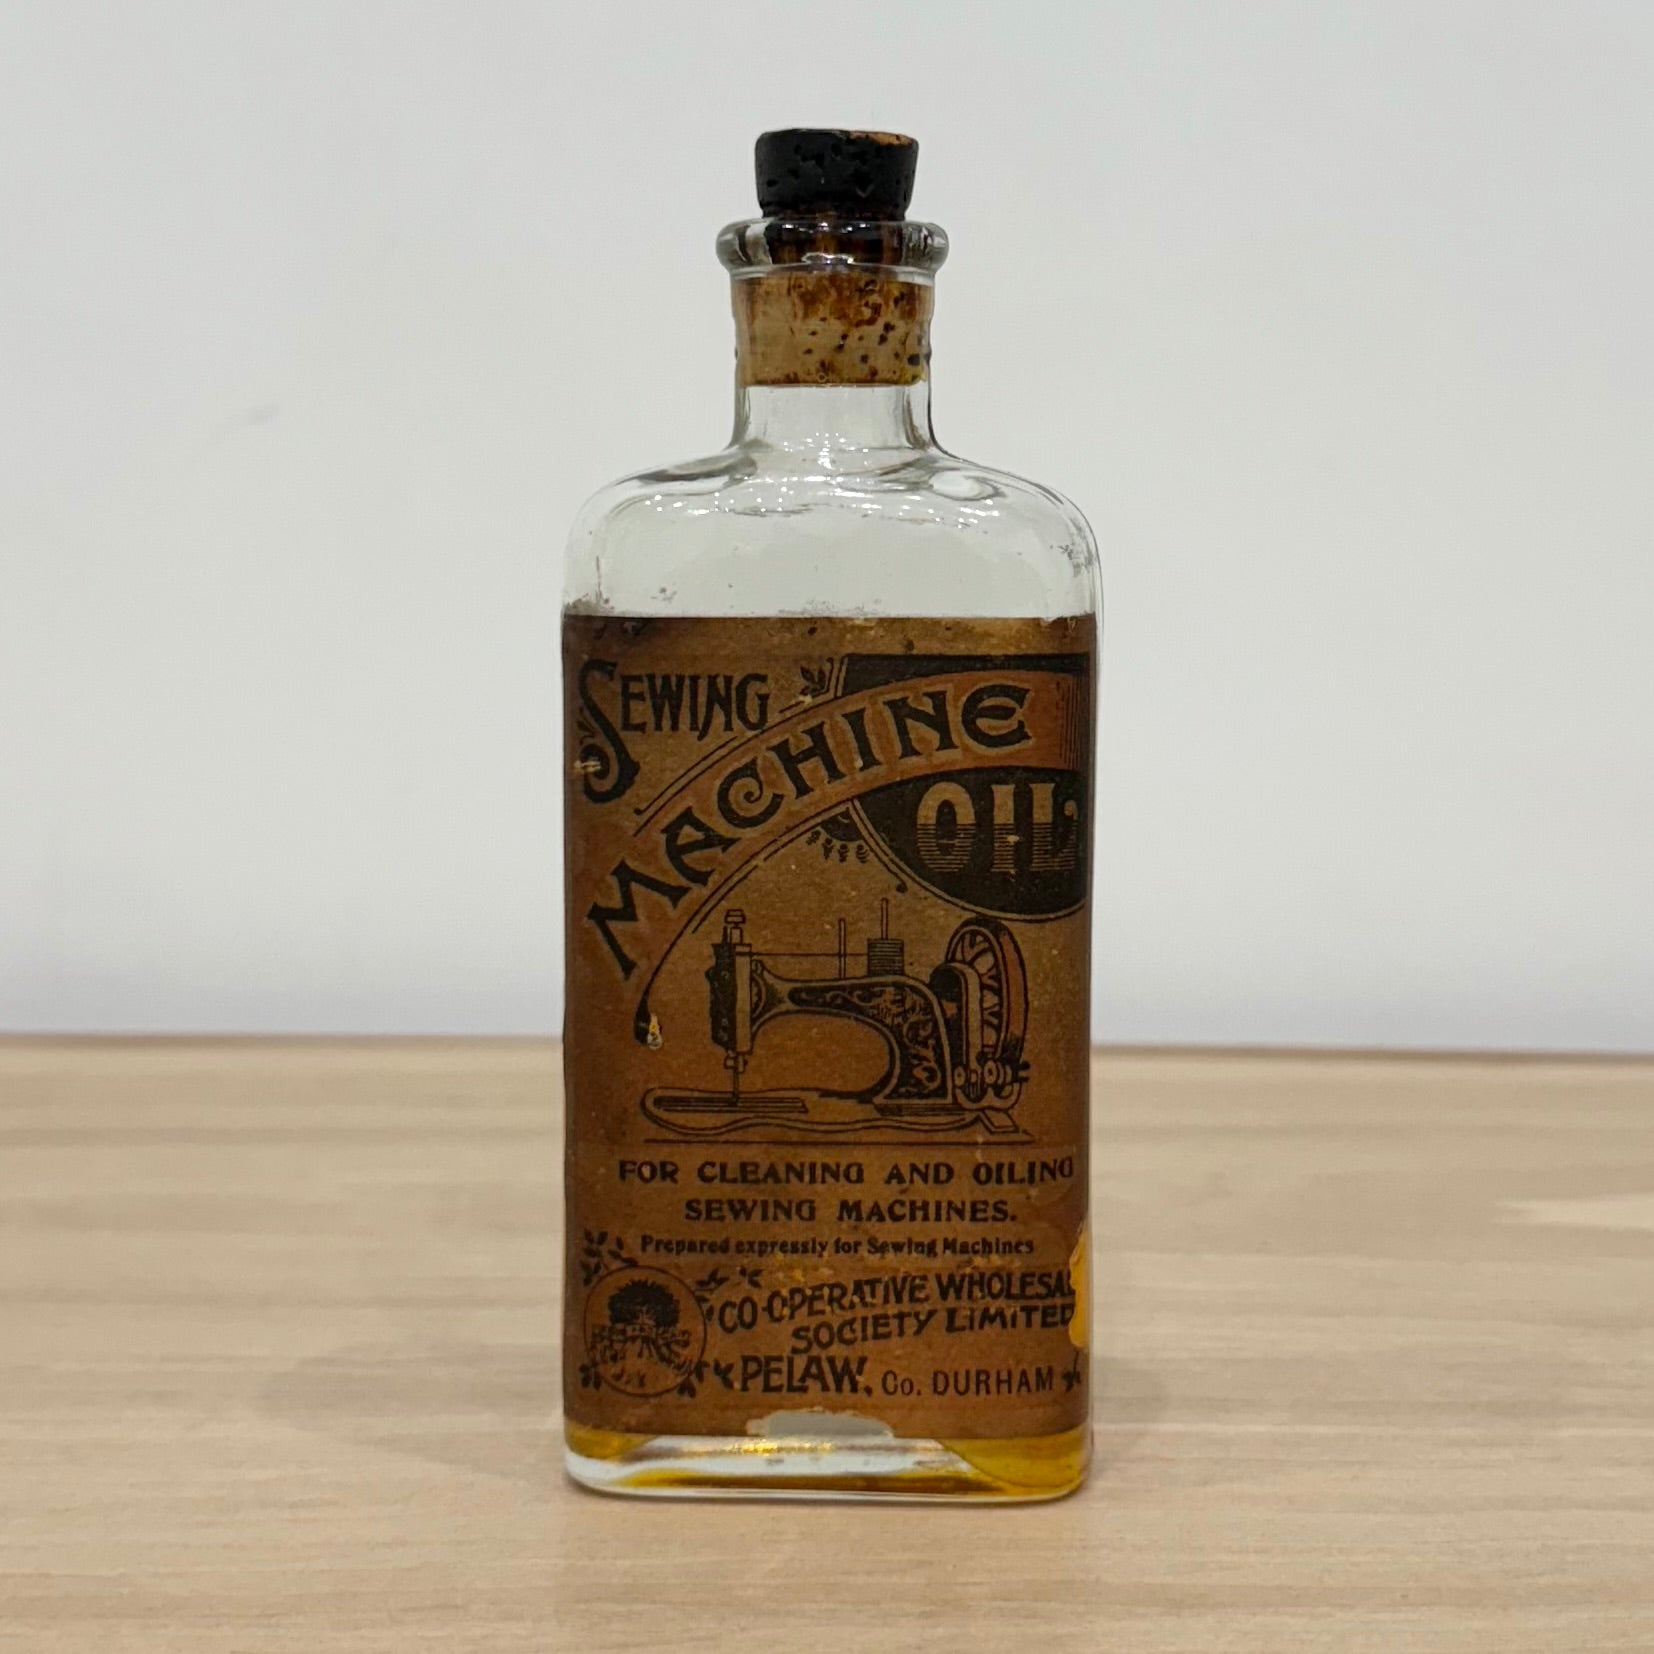 SEWING
MACHINE
OIL
FOR CLEANING AND OILING
SEWING MACHINES.
Prepared expressly for Sewing Machines
CO-OPERATIVE WHOLESA
SOCIETY LIMITED
PELAW, Co. DURHAM